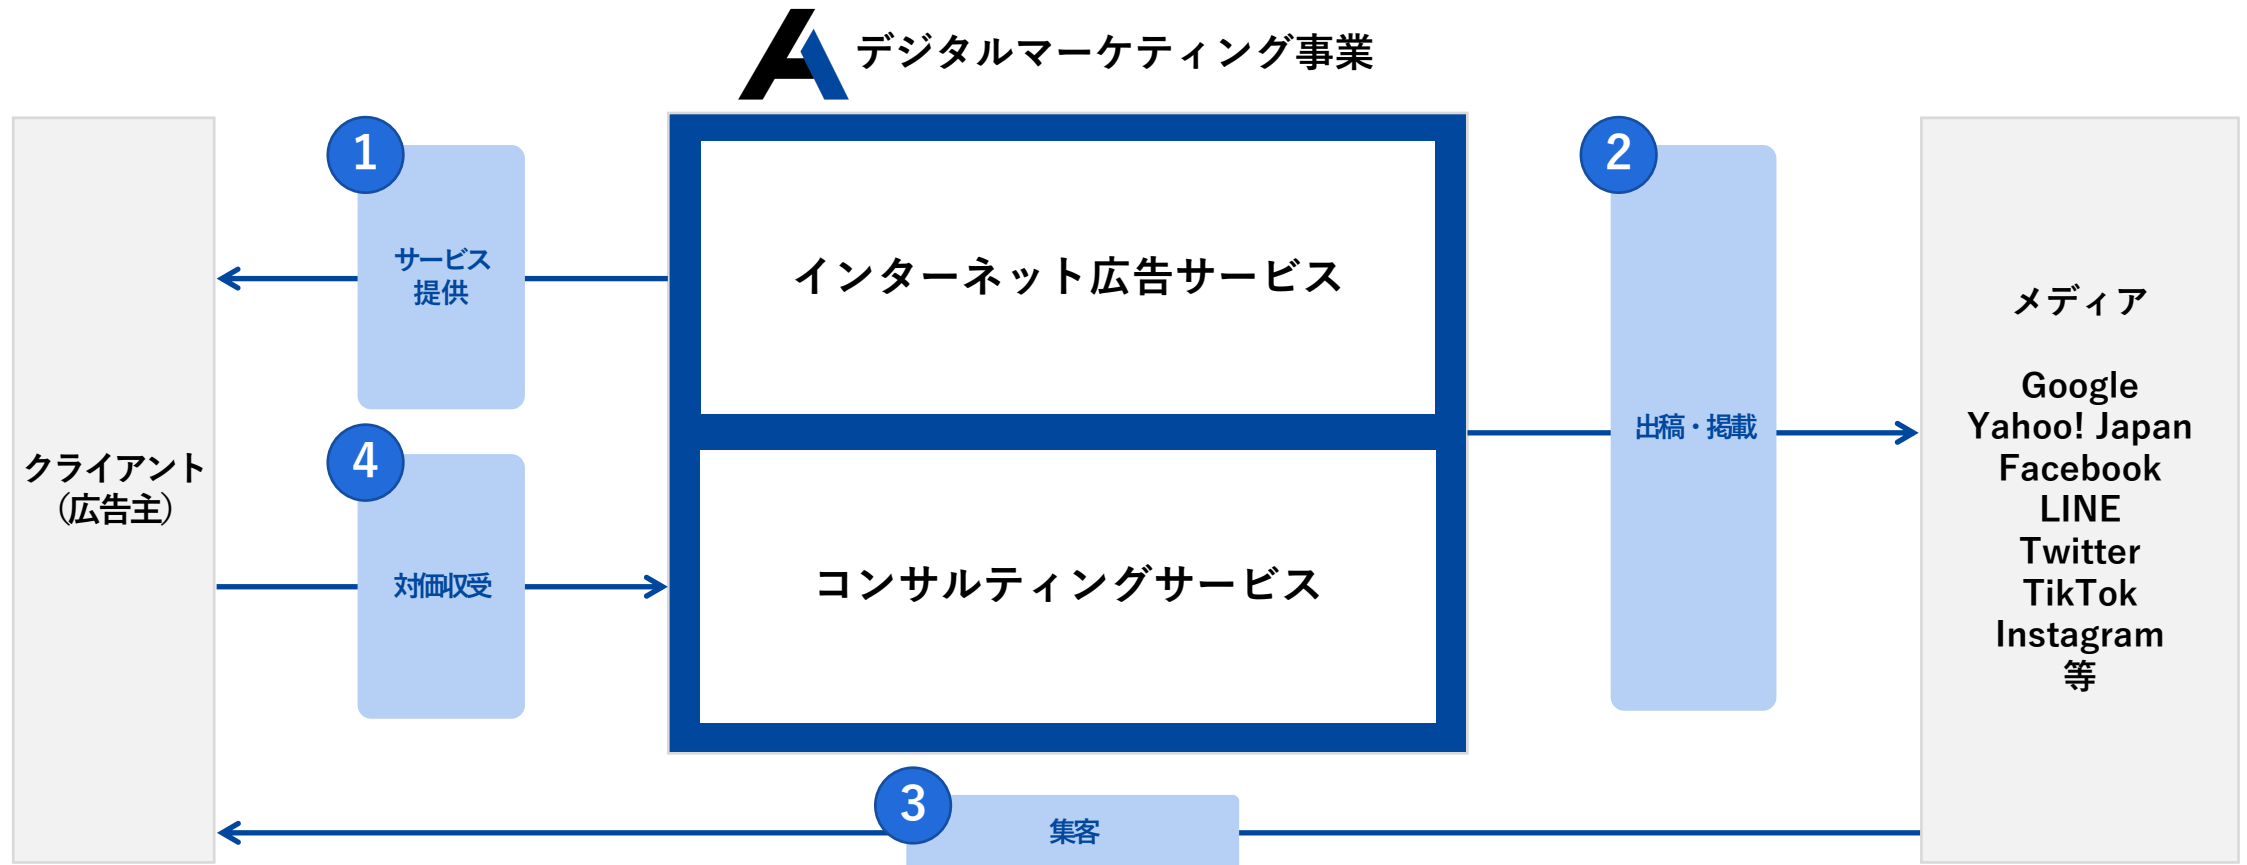 デジタルマーケティング事業
1
サービス
提供
2
インターネット広告サービス
メディア
Google
Yahoo! Japan
Facebook
LINE
Twitter
TikTok
Instagram
等
出稿・掲載
クライアント
（広告主）
4
対価収受
コンサルティングサービス
3
集客